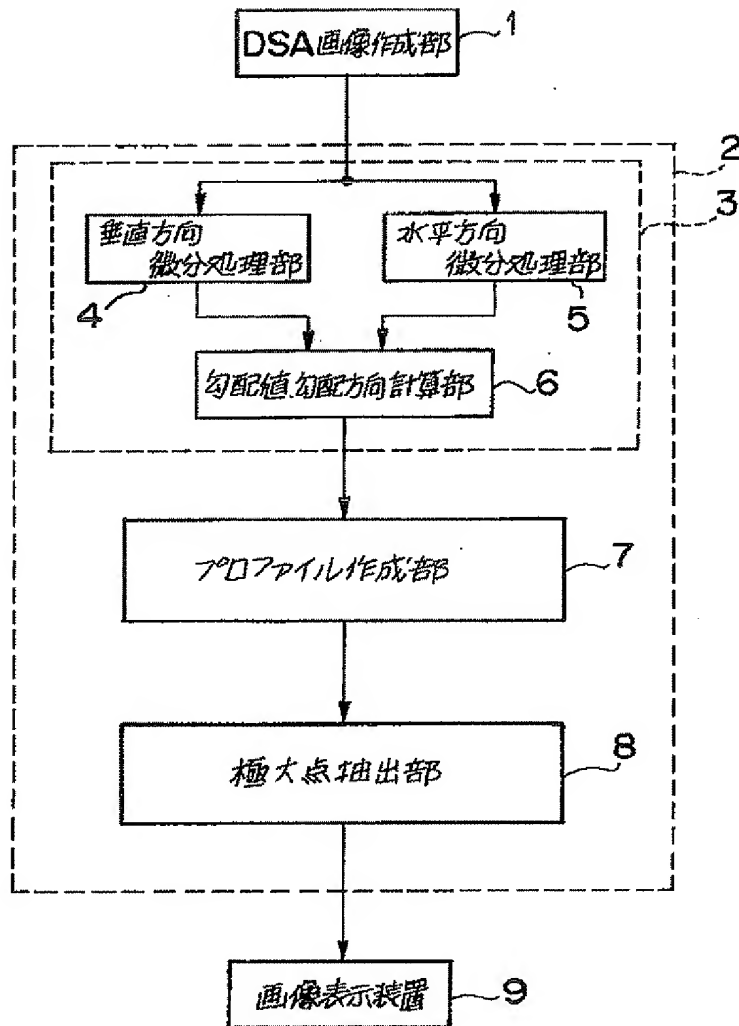 DSA画像作成部
1
2
3
垂直方向
微分処理部
4
水平方向
微分処理部
5
勾配値、勾配方向計算部
6
プロファイル作成部
7
極大点抽出部
8
画像表示装置
9